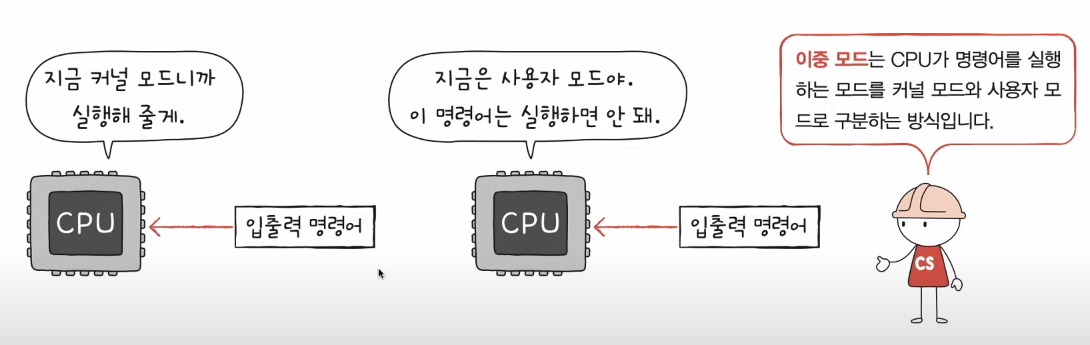 지금 커널 모드니까
실행해 줄게.
CPU
입출력 명령어
지금은 사용자 모드야.
이 명령어는 실행하면 안 돼.
CPU
입출력 명령어
이중 모드는 CPU가 명령어를 실행
하는 모드를 커널 모드와 사용자 모
드로 구분하는 방식입니다.
CS